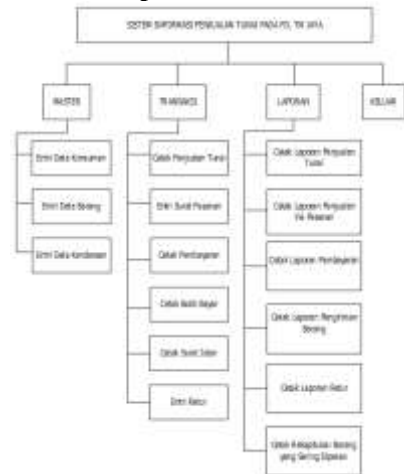 SISTEM INFORMASI PENJUALAN TUNAI PADA PD. TRI JAYA
MASTER
TRANSAKSI
LAPORAN
KELUAR
Entri Data Konsumen
Entri Data Barang
Entri Data Kendaraan
Cetak Penjualan Tunai
Entri Surat Pesanan
Cetak Pembayaran
Cetak Bukti Bayar
Cetak Surat Jalan
Entri Retur
Cetak Laporan Penjualan
Tunai
Cetak Laporan Penjualan
Via Pesanan
Cetak Laporan Pembayaran
Cetak Laporan Pengiriman
Barang
Cetak Laporan Retur
Cetak Rekapitulasi Barang
yang Sering Dipesan